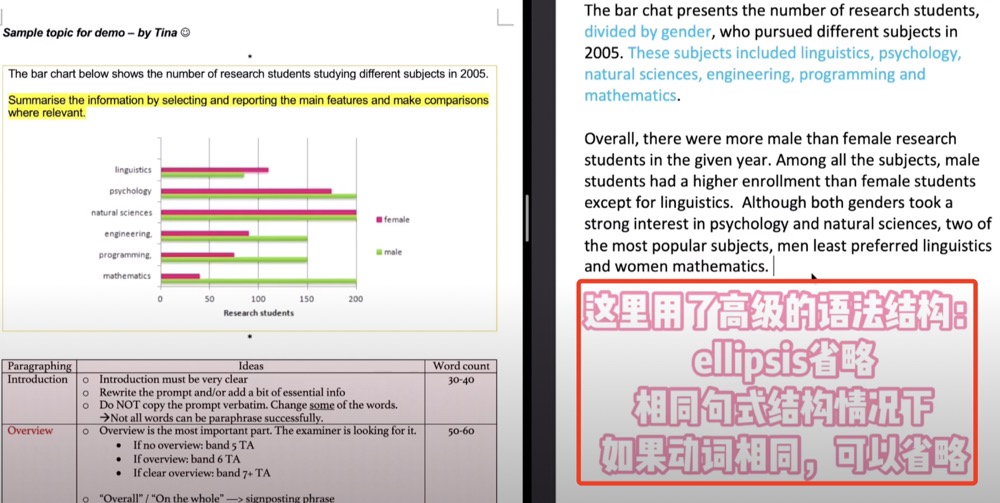 Sample topic for demo – by Tina ☺
The bar chart below shows the number of research students studying different subjects in 2005.
Summarise the information by selecting and reporting the main features and make comparisons
where relevant.
linguistics
psychology
natural sciences
engineering.
programming.
mathematics
0 50 100 150 200
Research students
female
male
Paragraphing Ideas Word count
Introduction o Introduction must be very clear 30-40
o Rewrite the prompt and/or add a bit of essential info
o Do NOT copy the prompt verbatim. Change some of the words.
→Not all words can be paraphrase successfully.
Overview o Overview is the most important part. The examiner is looking for it. 50-60
• If no overview: band 5 TA
• If overview: band 6 TA
• If clear overview: band 7+ TA
o "Overall" / "On the whole" —> signposting phrase
The bar chat presents the number of research students,
divided by gender, who pursued different subjects in
2005. These subjects included linguistics, psychology,
natural sciences, engineering, programming and
mathematics.
Overall, there were more male than female research
students in the given year. Among all the subjects, male
students had a higher enrollment than female students
except for linguistics. Although both genders took a
strong interest in psychology and natural sciences, two of
the most popular subjects, men least preferred linguistics
and women mathematics.
这里用了高级的语法结构：
ellipsis省略
相同句式结构情况下
如果动词相同，可以省略